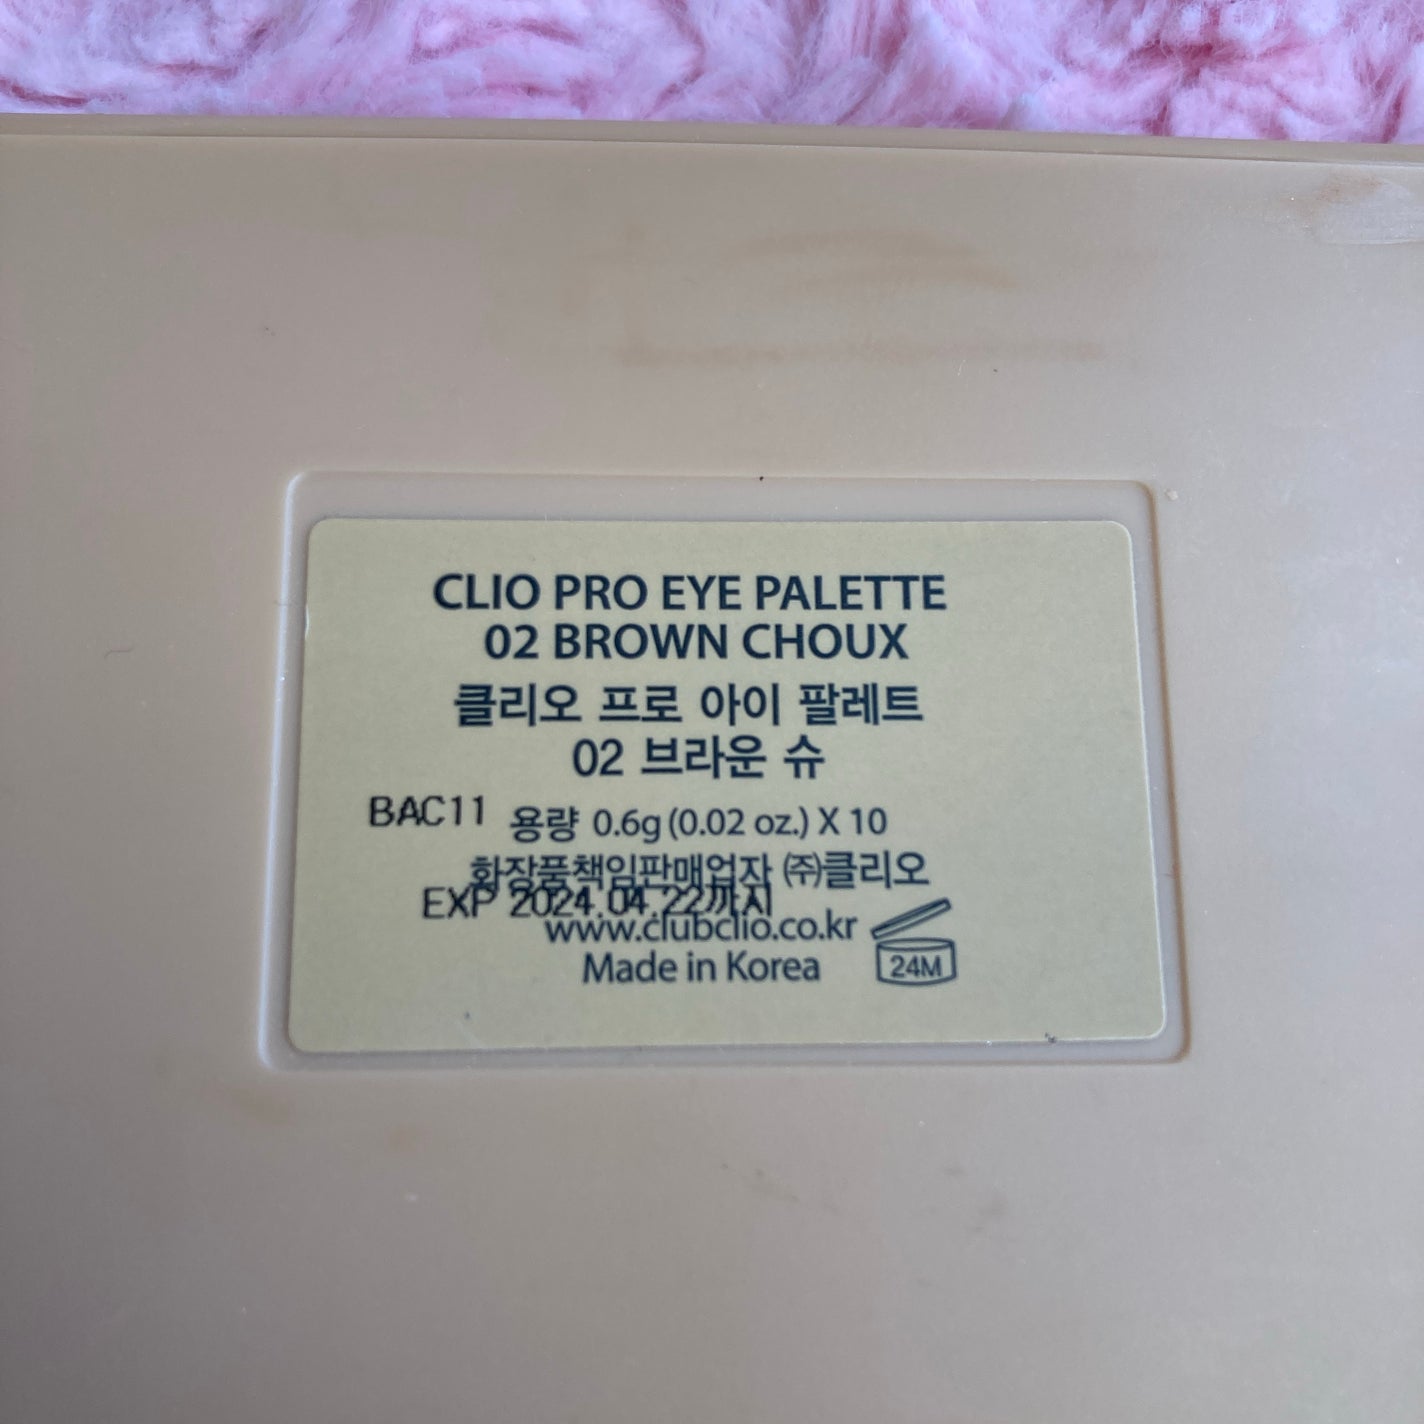 CLIO PRO EYE PALETTE
02 BROWN CHOUX
클리오 프로 아이 팔레트
02 브라운 슈
BAC11
용량 0.6g (0.02 oz.) X 10
화장품책임판매업자 ㈜클리오
EXP 2024.04.22까지
www.clubclio.co.kr
Made in Korea
24M